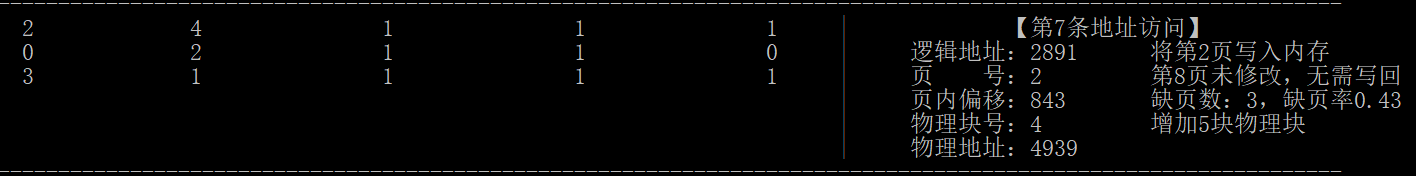 2 4 1 1 1 【第7条地址访问】
0 2 1 1 0 逻辑地址：2891 将第2页写入内存
3 1 1 1 1 页 号：2 第8页未修改，无需写回
页内偏移：843 缺页数：3，缺页率0.43
物理块号：4 增加5块物理块
物理地址：4939